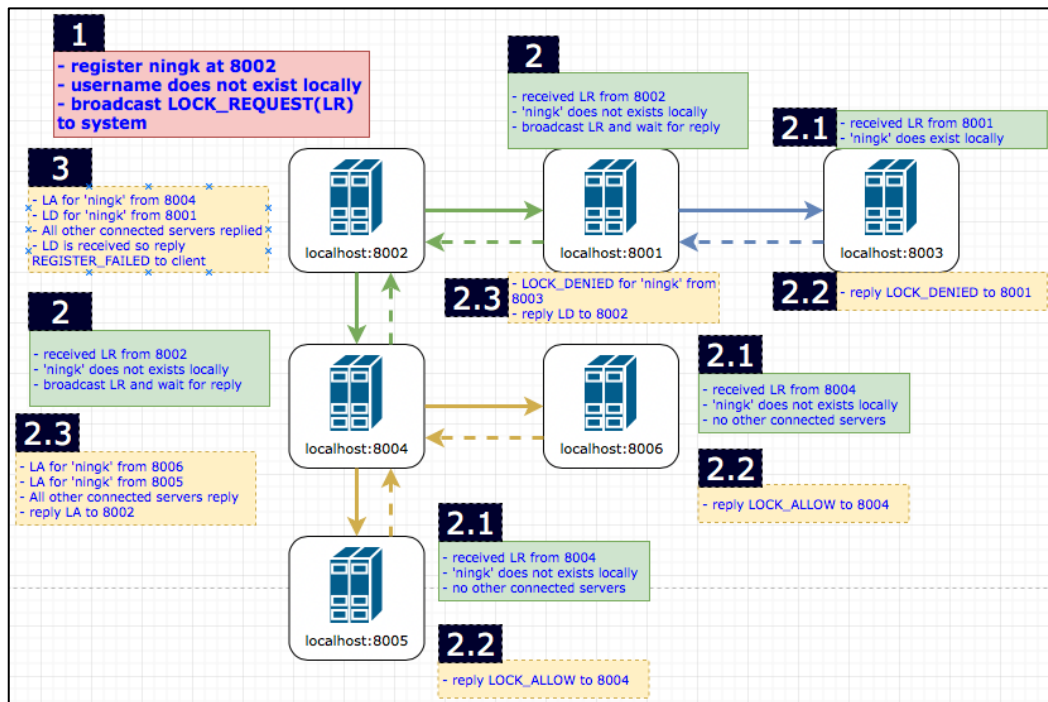 1
- register ningk at 8002
- username does not exist locally
- broadcast LOCK_REQUEST(LR)
to system
2
- received LR from 8002
- 'ningk' does not exists locally
- broadcast LR and wait for reply
2.1
- received LR from 8001
- 'ningk' does exist locally
3
- LA for 'ningk' from 8004
- LD for 'ningk' from 8001
- All other connected servers replied
- LD is received so reply
REGISTER_FAILED to client
localhost:8002
localhost:8001
localhost:8003
2.3
- LOCK_DENIED for 'ningk' from
8003
- reply LD to 8002
2.2
- reply LOCK_DENIED to 8001
2
- received LR from 8002
- 'ningk' does not exists locally
- broadcast LR and wait for reply
localhost:8004
localhost:8006
2.1
- received LR from 8004
- 'ningk' does not exists locally
- no other connected servers
2.3
- LA for 'ningk' from 8006
- LA for 'ningk' from 8005
- All other connected servers reply
- reply LA to 8002
2.2
- reply LOCK_ALLOW to 8004
localhost:8005
2.1
- received LR from 8004
- 'ningk' does not exists locally
- no other connected servers
2.2
- reply LOCK_ALLOW to 8004